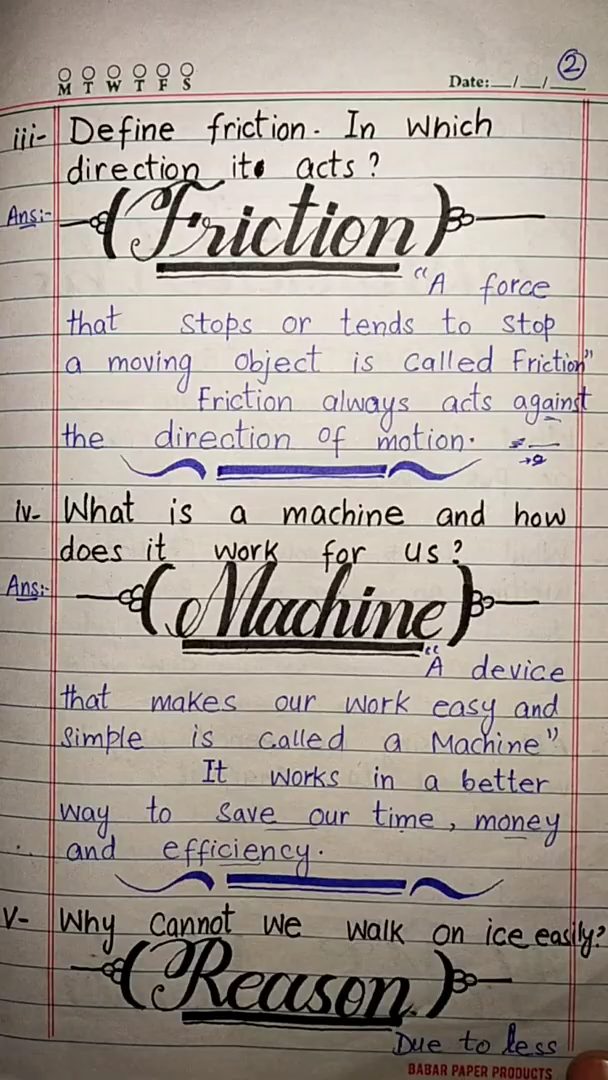 2
M T W T F S
Date:__/__/__
iii- Define friction. In which
direction it acts?
Ans:- (Friction)
"A force
that stops or tends to stop
a moving object is called Friction"
Friction always acts against
the direction of motion.
iv- What is a machine and how
does it work for us?
Ans:- (Machine)
"A device
that makes our work easy and
simple is called a Machine"
It works in a better
way to save our time, money
and efficiency.
v- Why cannot we walk on ice easily?
(Reason)
Due to less
BABAR PAPER PRODUCTS